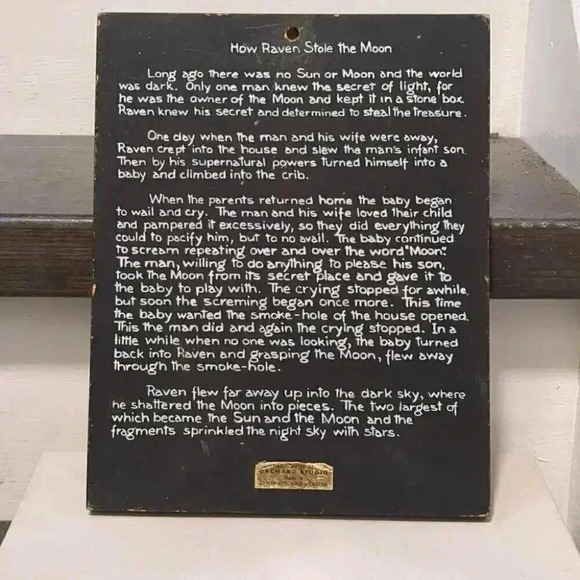 How Raven Stole the Moon
Long ago there was no Sun or Moon and the world
was dark. Only one man knew the secret of light, for
he was the owner of the Moon and kept it in a stone box.
Raven knew his secret and determined to steal the treasure.
One day when the man and his wife were away,
Raven crept into the house and slew the man's infant son.
Then by his supernatural powers turned himself into a
baby and climbed into the crib.
When the parents returned home the baby began
to wail and cry. The man and his wife loved their child
and pampered it excessively, so they did everything they
could to pacify him, but to no avail. The baby continued
to scream repeating over and over the word "Moon".
The man, willing to do anything to please his son,
took the Moon from its secret place and gave it to
the baby to play with. The crying stopped for awhile
but soon the screming began once more. This time
the baby wanted the smoke-hole of the house opened.
This the man did and again the crying stopped. In a
little while when no one was looking, the baby turned
back into Raven and grasping the Moon, flew away
through the smoke-hole.
Raven flew far away up into the dark sky, where
he shattered the Moon into pieces. The two largest of
which became the Sun and the Moon and the
fragments sprinkled the night sky with stars.
ORCHARD STUDIO